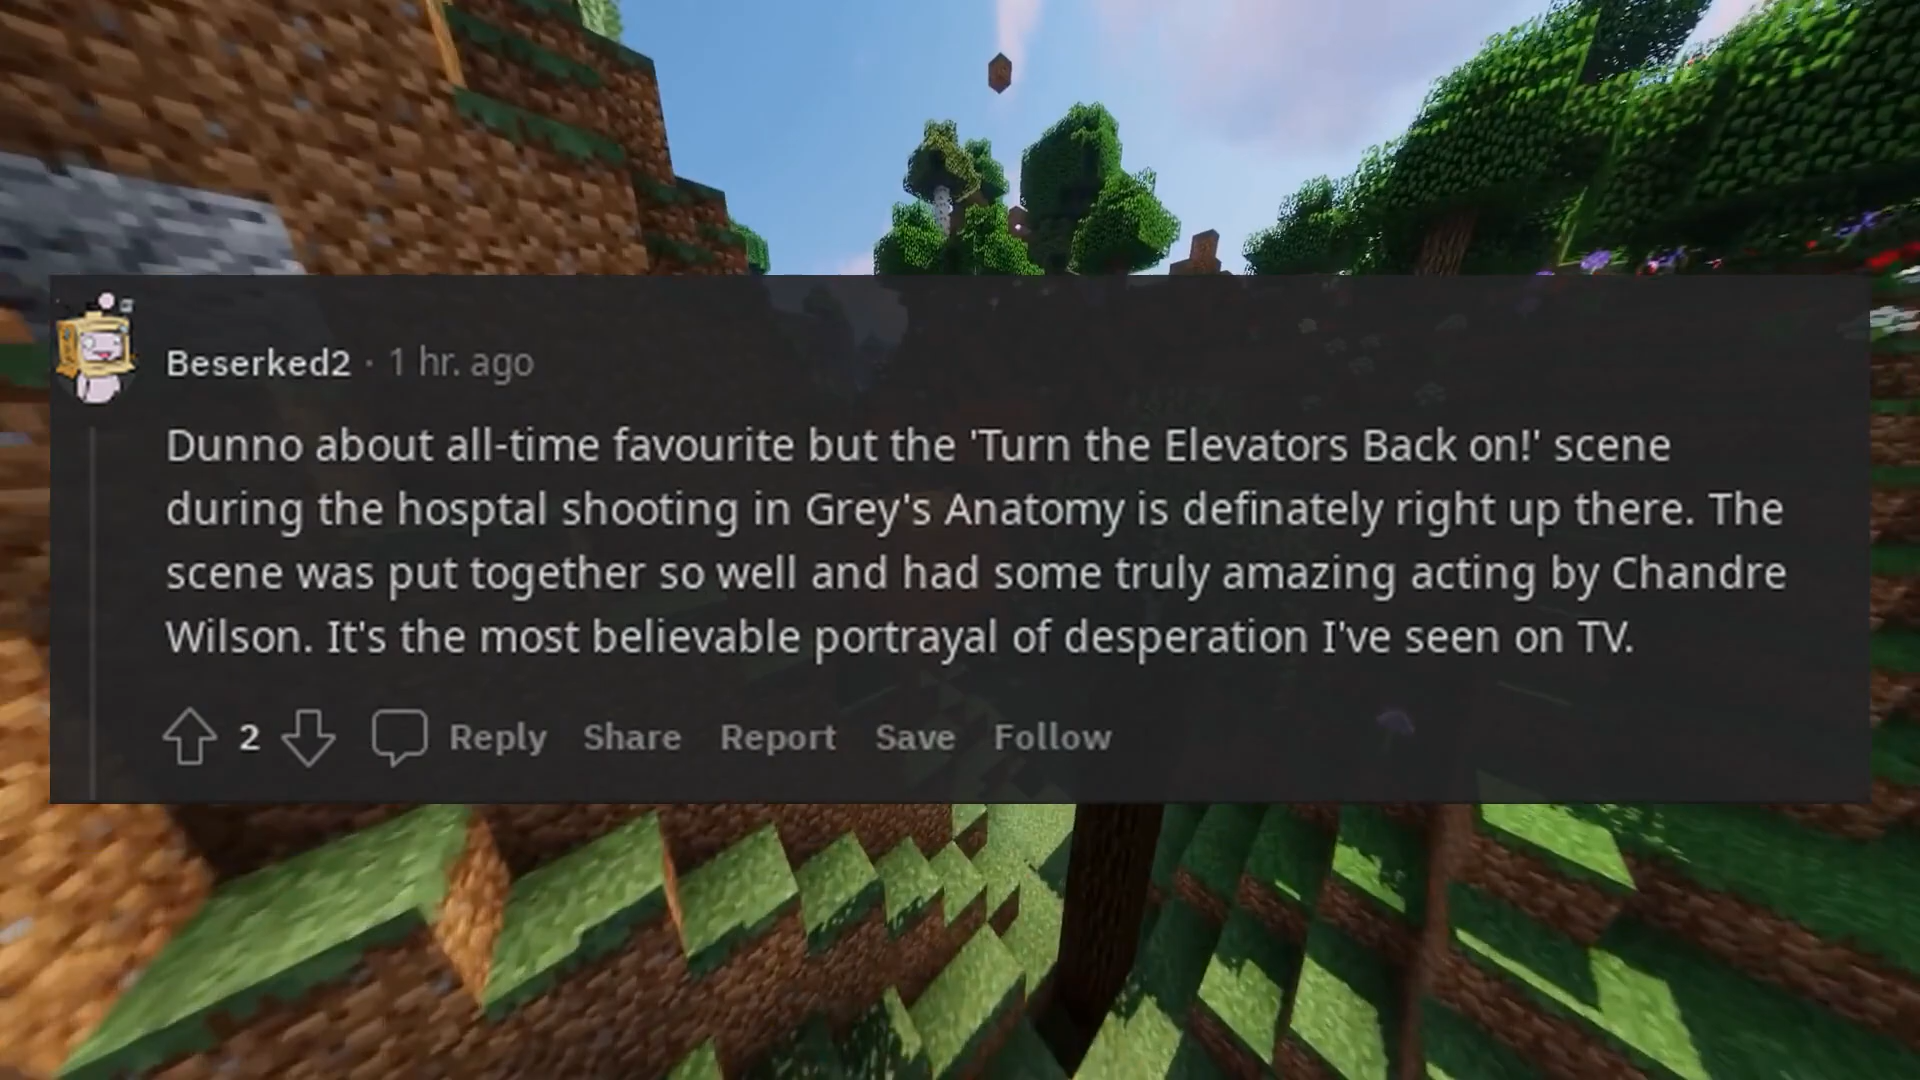 Beserked2 · 1 hr. ago
Dunno about all-time favourite but the 'Turn the Elevators Back on!' scene
during the hosptal shooting in Grey's Anatomy is definately right up there. The
scene was put together so well and had some truly amazing acting by Chandre
Wilson. It's the most believable portrayal of desperation I've seen on TV.
2 Reply Share Report Save Follow